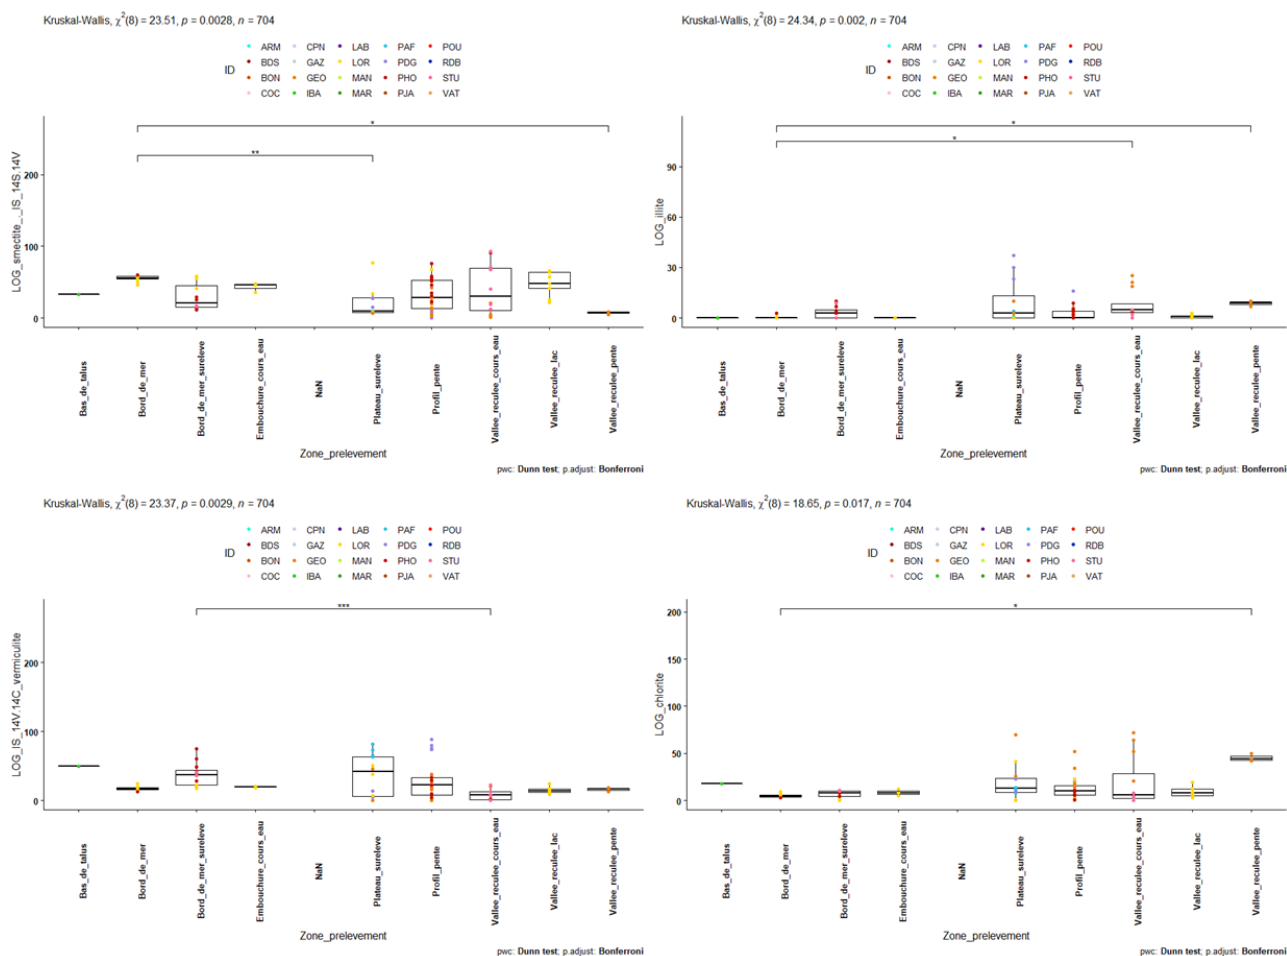 Kruskal-Wallis, χ2(8) = 23.51, p = 0.0028, n = 704
ID
ARM CPN LAB PAF POU
BDS GAZ LOR PDG RDB
BON GEO MAN PHO STU
COC IBA MAR PJA VAT
LOG_smectite_._IS_14S.14V
200
100
0
*
**
Bas_de_talus
Bord_de_mer
Bord_de_mer_sureleve
Embouchure_cours_eau
NaN
Plateau_sureleve
Profil_pente
Vallee_reculee_cours_eau
Vallee_reculee_lac
Vallee_reculee_pente
Zone_prelevement
pwc: Dunn test; p.adjust: Bonferroni
Kruskal-Wallis, χ2(8) = 24.34, p = 0.002, n = 704
ID
ARM CPN LAB PAF POU
BDS GAZ LOR PDG RDB
BON GEO MAN PHO STU
COC IBA MAR PJA VAT
LOG_illite
90
60
30
0
*
*
Bas_de_talus
Bord_de_mer
Bord_de_mer_sureleve
Embouchure_cours_eau
NaN
Plateau_sureleve
Profil_pente
Vallee_reculee_cours_eau
Vallee_reculee_lac
Vallee_reculee_pente
Zone_prelevement
pwc: Dunn test; p.adjust: Bonferroni
Kruskal-Wallis, χ2(8) = 23.37, p = 0.0029, n = 704
ID
ARM CPN LAB PAF POU
BDS GAZ LOR PDG RDB
BON GEO MAN PHO STU
COC IBA MAR PJA VAT
LOG_IS_14V.14C_vermiculite
200
100
0
***
Bas_de_talus
Bord_de_mer
Bord_de_mer_sureleve
Embouchure_cours_eau
NaN
Plateau_sureleve
Profil_pente
Vallee_reculee_cours_eau
Vallee_reculee_lac
Vallee_reculee_pente
Zone_prelevement
pwc: Dunn test; p.adjust: Bonferroni
Kruskal-Wallis, χ2(8) = 18.65, p = 0.017, n = 704
ID
ARM CPN LAB PAF POU
BDS GAZ LOR PDG RDB
BON GEO MAN PHO STU
COC IBA MAR PJA VAT
LOG_chlorite
200
150
100
50
0
*
Bas_de_talus
Bord_de_mer
Bord_de_mer_sureleve
Embouchure_cours_eau
NaN
Plateau_sureleve
Profil_pente
Vallee_reculee_cours_eau
Vallee_reculee_lac
Vallee_reculee_pente
Zone_prelevement
pwc: Dunn test; p.adjust: Bonferroni